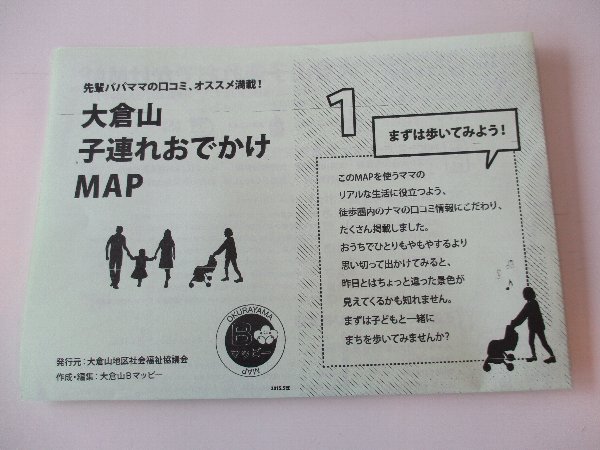 先輩パパママの口コミ、オススメ満載！
大倉山
子連れおでかけ
MAP
OKURAYAMA
B
マッピー
MAP
発行元：大倉山地区社会福祉協議会
作成・編集：大倉山Bマッピー
1
まずは歩いてみよう！
このMAPを使うママの
リアルな生活に役立つよう、
徒歩圏内のナマの口コミ情報にこだわり、
たくさん掲載しました。
おうちでひとりもやもやするより
思い切って出かけてみると、
昨日とはちょっと違った景色が
見えてくるかも知れません。
まずは子どもと一緒に
まちを歩いてみませんか？